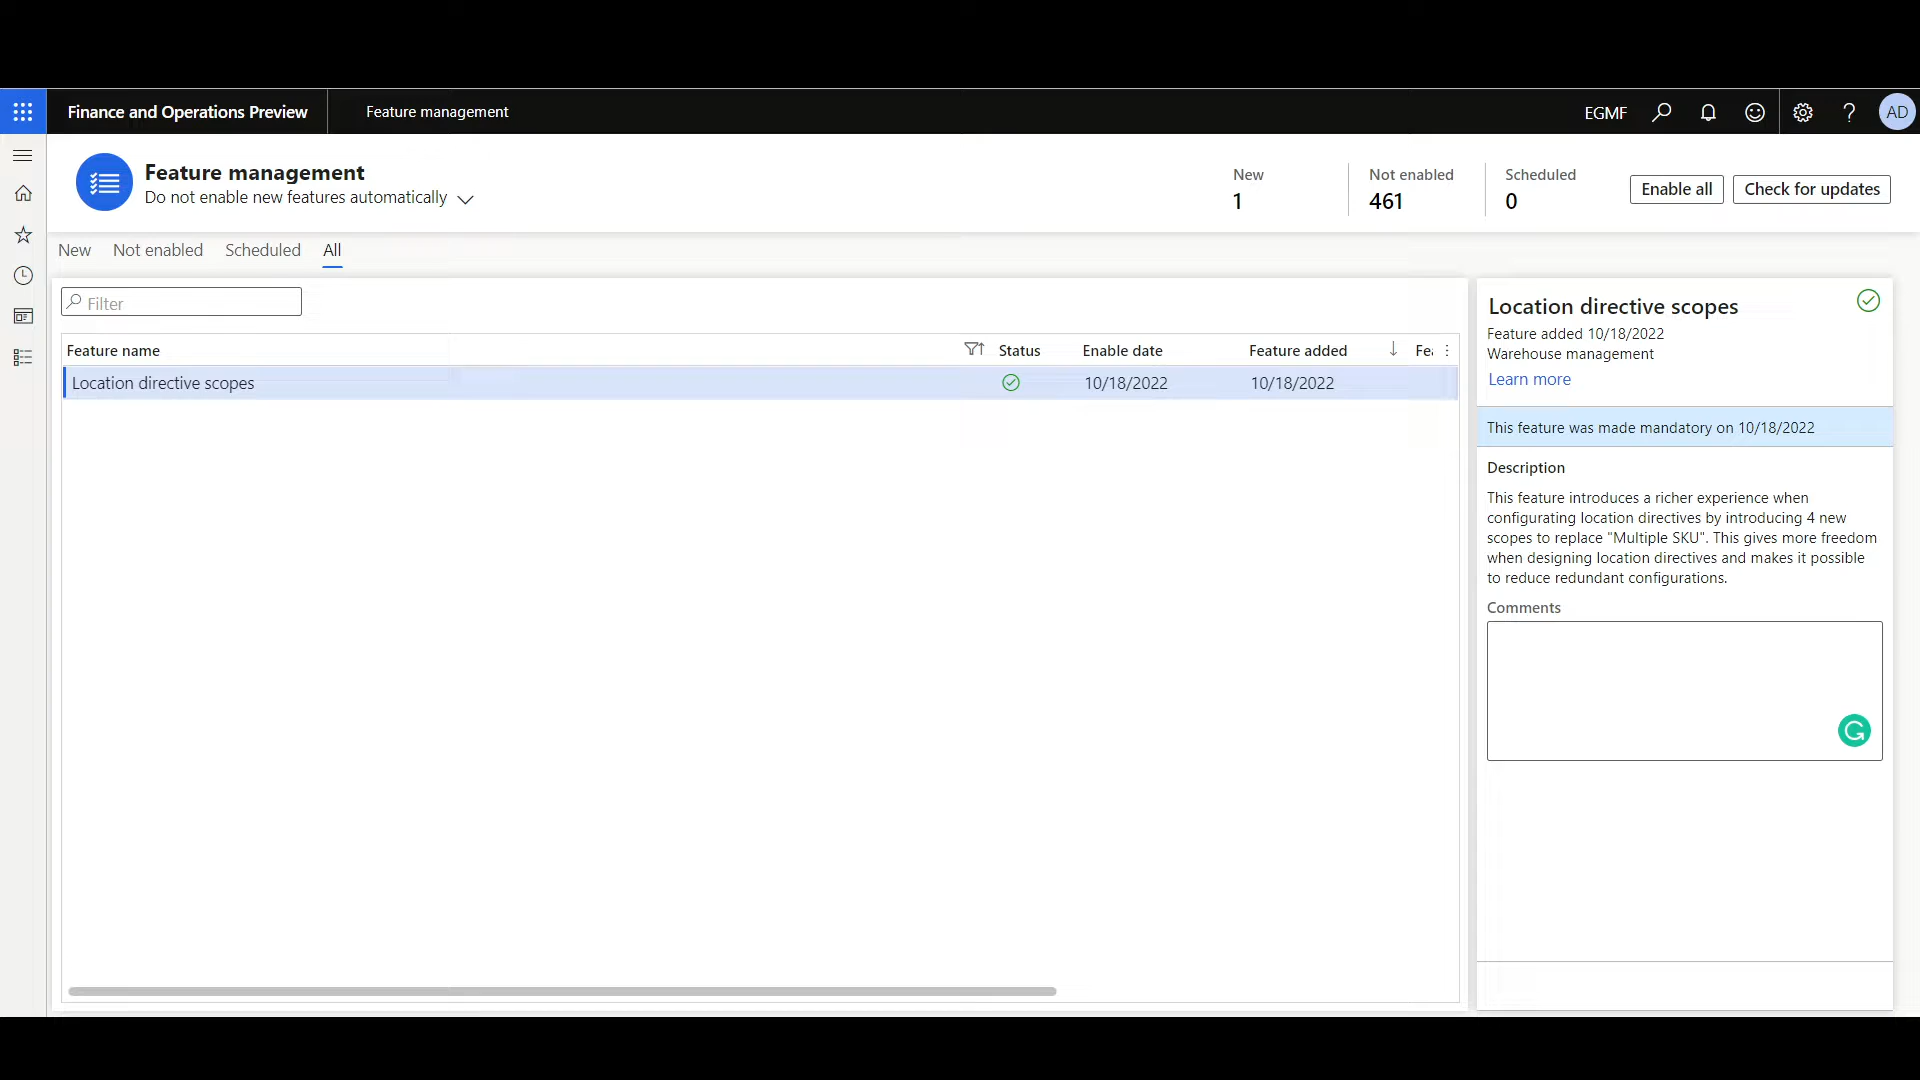 Finance and Operations Preview
Feature management
EGMF
?
AD
Feature management
Do not enable new features automatically
New
1
Not enabled
461
Scheduled
0
Enable all
Check for updates
New
Not enabled
Scheduled
All
Filter
Feature name
Status
Enable date
Feature added
Fea
Location directive scopes
10/18/2022
10/18/2022
Location directive scopes
Feature added 10/18/2022
Warehouse management
Learn more
This feature was made mandatory on 10/18/2022
Description
This feature introduces a richer experience when
configurating location directives by introducing 4 new
scopes to replace "Multiple SKU". This gives more freedom
when designing location directives and makes it possible
to reduce redundant configurations.
Comments